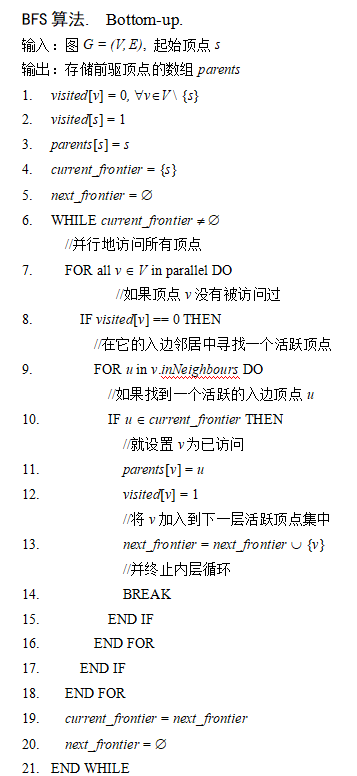 BFS 算法.    Bottom-up.
输入：图 G = (V, E), 起始顶点 s
输出：存储前驱顶点的数组 parents
1. visited[v] = 0, ∀v∈V \ {s}
2. visited[s] = 1
3. parents[s] = s
4. current_frontier = {s}
5. next_frontier = ∅
6. WHILE current_frontier ≠ ∅
//并行地访问所有顶点
7. FOR all v ∈ V in parallel DO
//如果顶点 v 没有被访问过
8. IF visited[v] == 0 THEN
//在它的入边邻居中寻找一个活跃顶点
9. FOR u in v.inNeighbours DO
//如果找到一个活跃的入边顶点 u
10. IF u ∈ current_frontier THEN
//就设置 v 为已访问
11. parents[v] = u
12. visited[v] = 1
//将 v 加入到下一层活跃顶点集中
13. next_frontier = next_frontier ∪ {v}
//并终止内层循环
14. BREAK
15. END IF
16. END FOR
17. END IF
18. END FOR
19. current_frontier = next_frontier
20. next_frontier = ∅
21. END WHILE